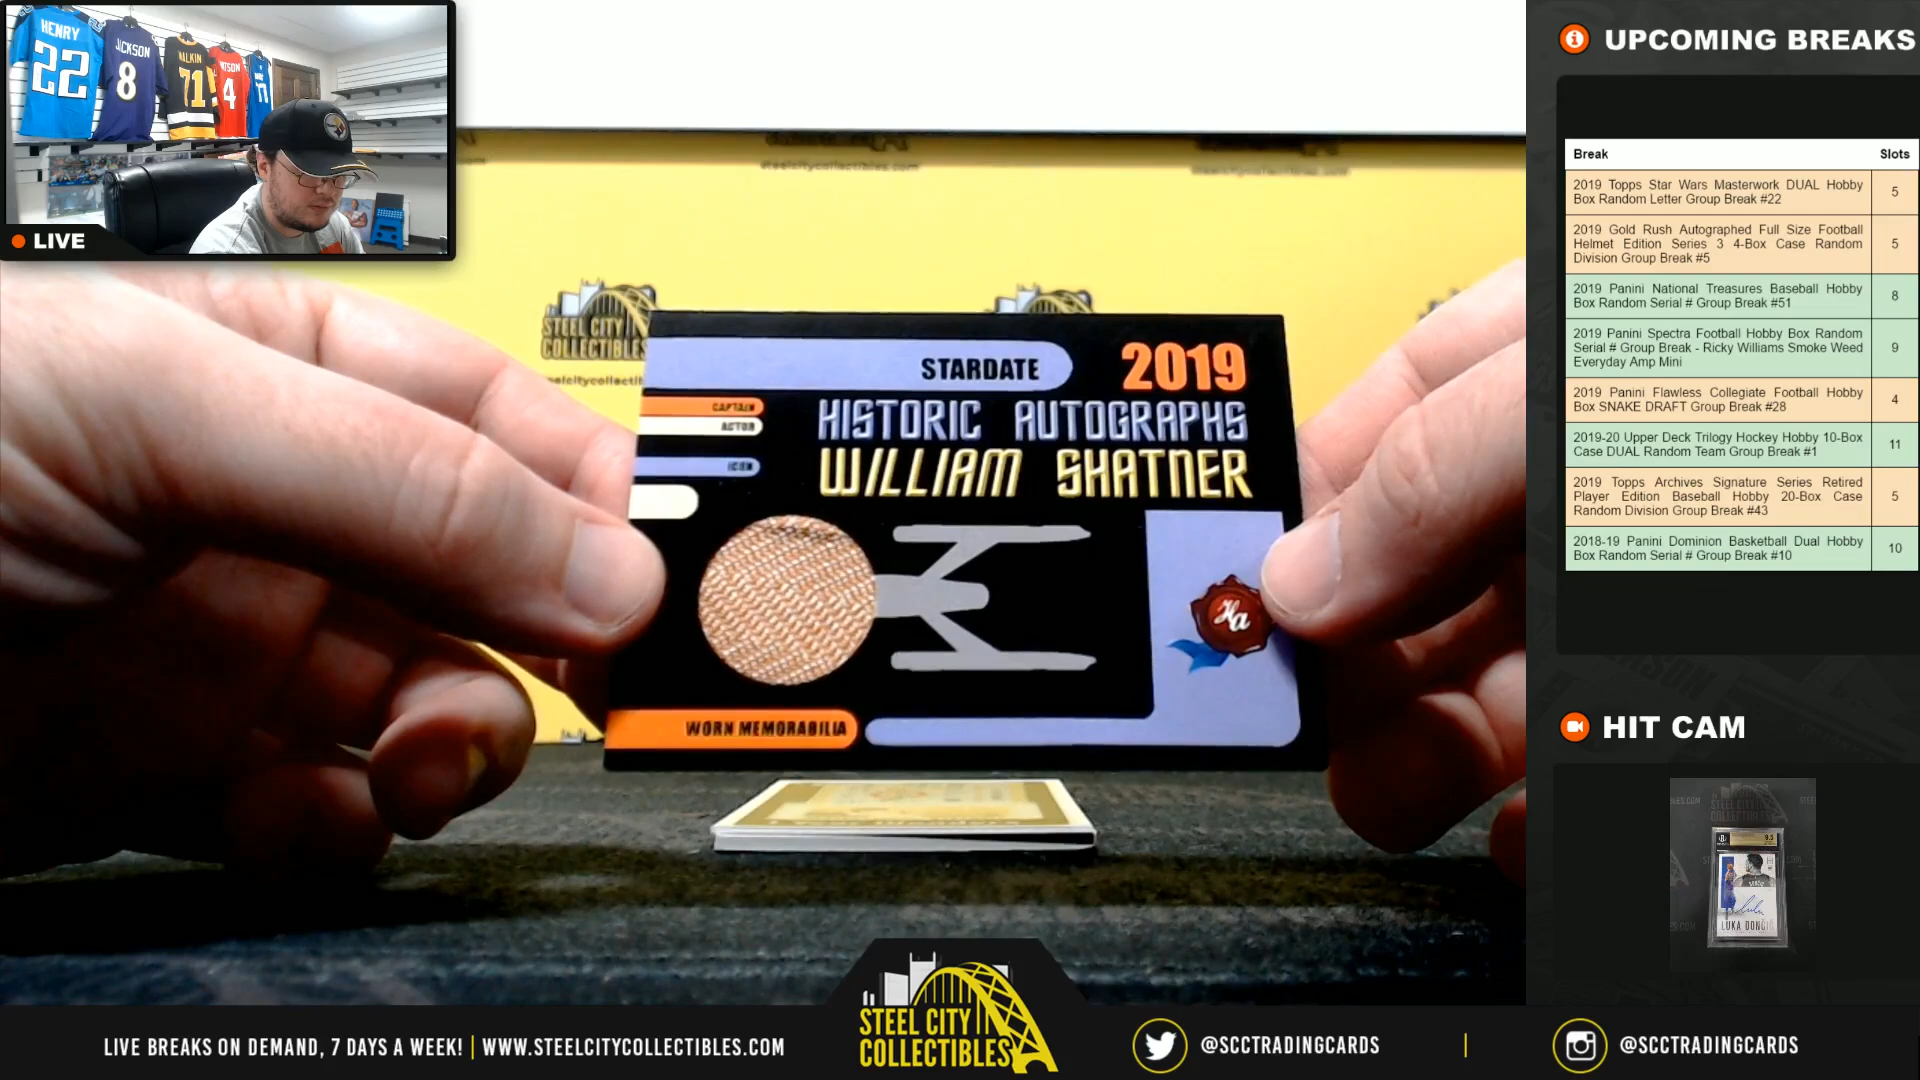 HENRY
22
JACKSON
8
71
4
LIVE
steelcitycollectibles.com
STEEL CITY
COLLECTIBLES
STARDATE
2019
CAPTAIN
ACTOR
ICON
HISTORIC AUTOGRAPHS
WILLIAM SHATNER
Ha
WORN MEMORABILIA
UPCOMING BREAKS
Break Slots
2019 Topps Star Wars Masterwork DUAL Hobby
Box Random Letter Group Break #22
5
2019 Gold Rush Autographed Full Size Football
Helmet Edition Series 3 4-Box Case Random
Division Group Break #5
5
2019 Panini National Treasures Baseball Hobby
Box Random Serial # Group Break #51
8
2019 Panini Spectra Football Hobby Box Random
Serial # Group Break - Ricky Williams Smoke Weed
Everyday Amp Mini
9
2019 Panini Flawless Collegiate Football Hobby
Box SNAKE DRAFT Group Break #28
4
2019-20 Upper Deck Trilogy Hockey Hobby 10-Box
Case DUAL Random Team Group Break #1
11
2019 Topps Archives Signature Series Retired
Player Edition Baseball Hobby 20-Box Case
Random Division Group Break #43
5
2018-19 Panini Dominion Basketball Dual Hobby
Box Random Serial # Group Break #10
10
HIT CAM
9.5
LUKA DONČIĆ
LIVE BREAKS ON DEMAND, 7 DAYS A WEEK! | WWW.STEELCITYCOLLECTIBLES.COM
STEEL CITY
COLLECTIBLES
@SCCTRADINGCARDS
@SCCTRADINGCARDS